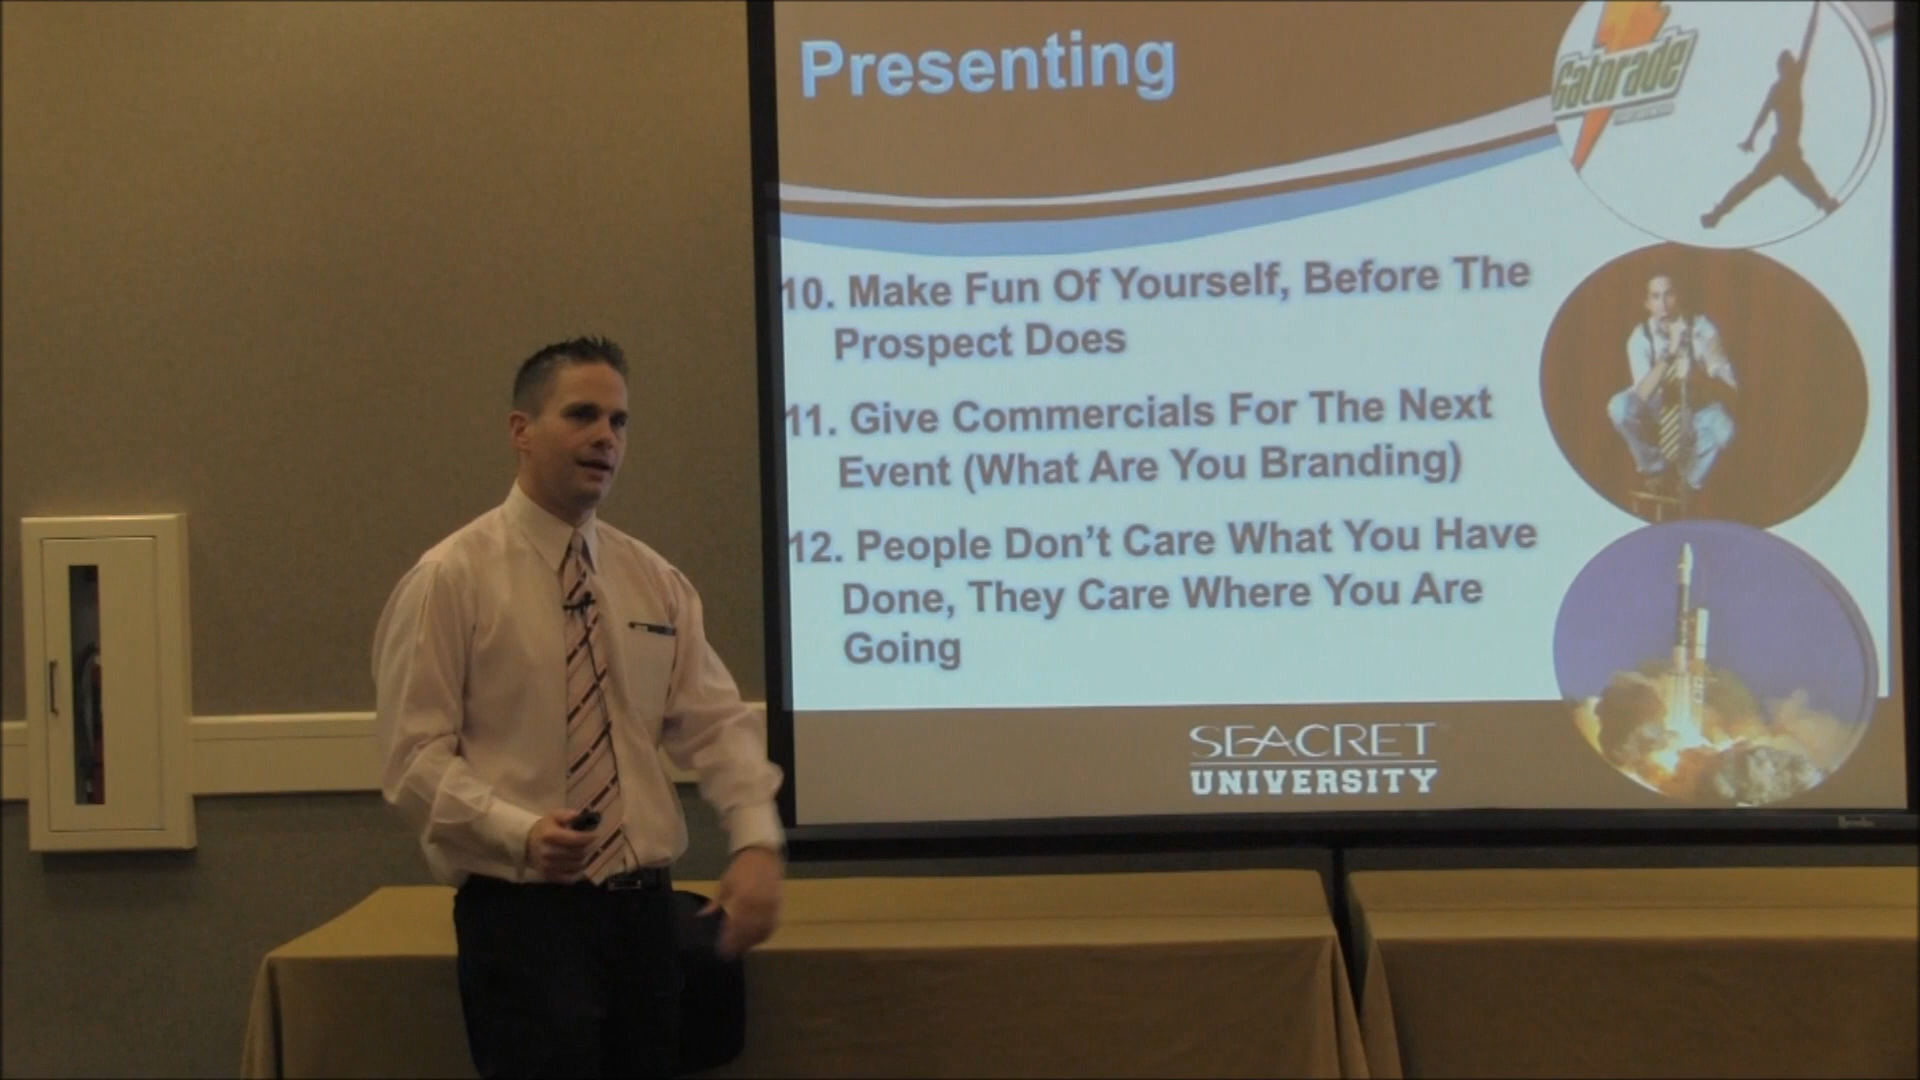 Presenting
Gatorade
10. Make Fun Of Yourself, Before The
Prospect Does
11. Give Commercials For The Next
Event (What Are You Branding)
12. People Don't Care What You Have
Done, They Care Where You Are
Going
SEACRET
UNIVERSITY